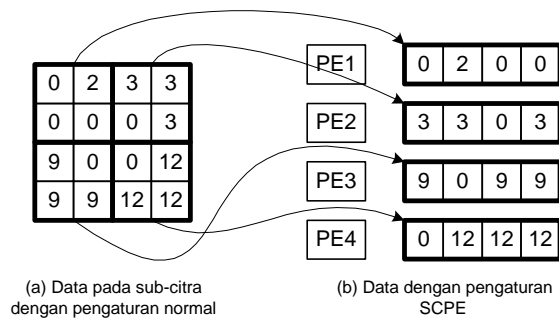 0 2 3 3
0 0 0 3
9 0 0 12
9 9 12 12
(a) Data pada sub-citra
dengan pengaturan normal
PE1 0 2 0 0
PE2 3 3 0 3
PE3 9 0 9 9
PE4 0 12 12 12
(b) Data dengan pengaturan
SCPE